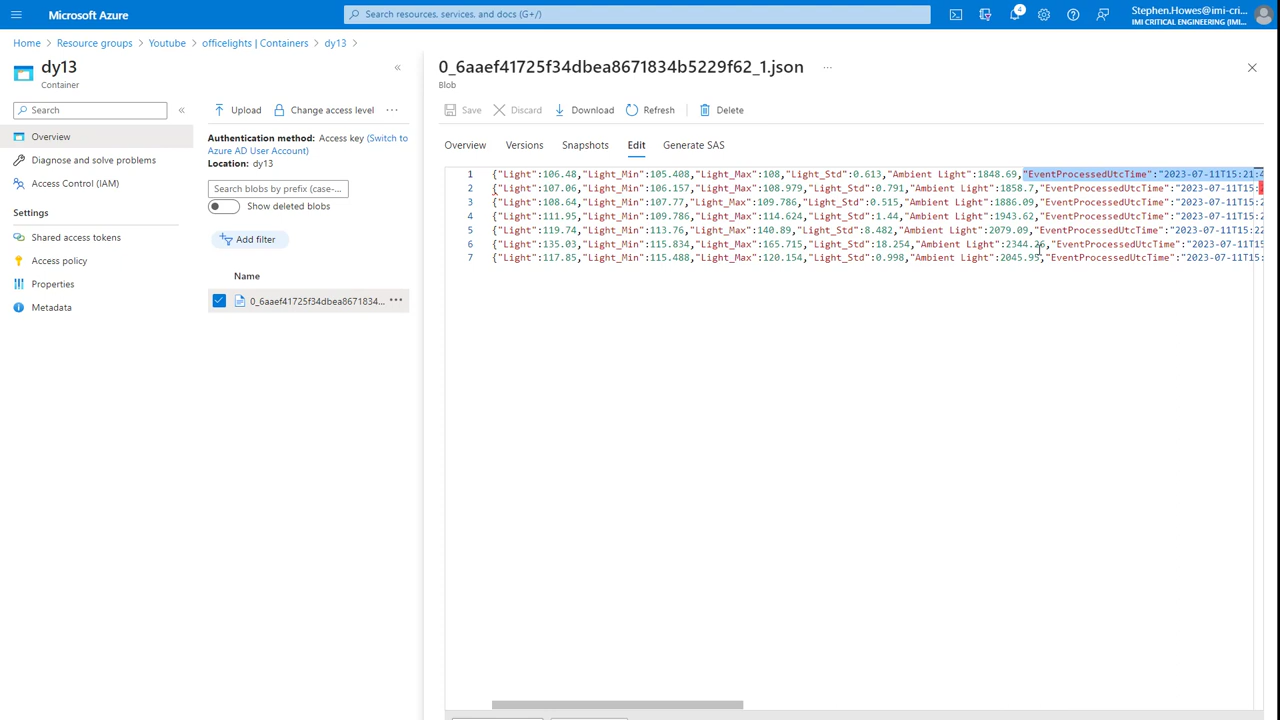 Microsoft Azure
Search resources, services, and docs (G+/)
4
Stephen.Howes@imi-cri...
IMI CRITICAL ENGINEERING (IMI...
Home > Resource groups > Youtube > officelights | Containers > dy13 >
dy13
Container
Search
Overview
Diagnose and solve problems
Access Control (IAM)
Settings
Shared access tokens
Access policy
Properties
Metadata
Upload Change access level ...
Authentication method: Access key (Switch to
Azure AD User Account)
Location: dy13
Search blobs by prefix (case-...
Show deleted blobs
Add filter
Name
0_6aaef41725f34dbea8671834... ...
0_6aaef41725f34dbea8671834b5229f62_1.json ...
Blob
Save Discard Download Refresh Delete
Overview Versions Snapshots Edit Generate SAS
1 {"Light":106.48,"Light_Min":105.408,"Light_Max":108,"Light_Std":0.613,"Ambient Light":1848.69,"EventProcessedUtcTime":"2023-07-11T15:21:4
2 {"Light":107.06,"Light_Min":106.157,"Light_Max":108.979,"Light_Std":0.791,"Ambient Light":1858.7,"EventProcessedUtcTime":"2023-07-11T15:
3 {"Light":108.64,"Light_Min":107.77,"Light_Max":109.786,"Light_Std":0.515,"Ambient Light":1886.09,"EventProcessedUtcTime":"2023-07-11T15:2
4 {"Light":111.95,"Light_Min":109.786,"Light_Max":114.624,"Light_Std":1.44,"Ambient Light":1943.62,"EventProcessedUtcTime":"2023-07-11T15:2
5 {"Light":119.74,"Light_Min":113.76,"Light_Max":140.89,"Light_Std":8.482,"Ambient Light":2079.09,"EventProcessedUtcTime":"2023-07-11T15:22
6 {"Light":135.03,"Light_Min":115.834,"Light_Max":165.715,"Light_Std":18.254,"Ambient Light":2344.26,"EventProcessedUtcTime":"2023-07-11T15
7 {"Light":117.85,"Light_Min":115.488,"Light_Max":120.154,"Light_Std":0.998,"Ambient Light":2045.95,"EventProcessedUtcTime":"2023-07-11T15: